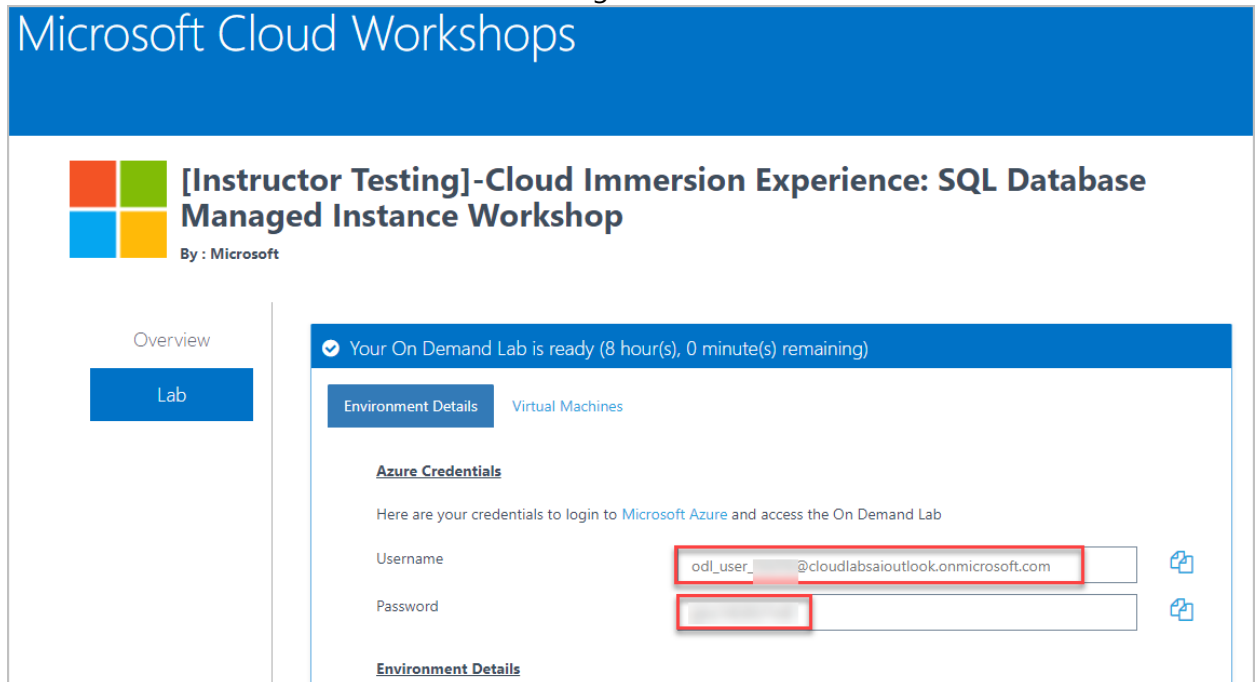 Microsoft Cloud Workshops
[Instructor Testing]-Cloud Immersion Experience: SQL Database
Managed Instance Workshop
By : Microsoft
Overview
Lab
Your On Demand Lab is ready (8 hour(s), 0 minute(s) remaining)
Environment Details
Virtual Machines
Azure Credentials
Here are your credentials to login to Microsoft Azure and access the On Demand Lab
Username
odl_user_ @cloudlabsaioutlook.onmicrosoft.com
Password
Environment Details